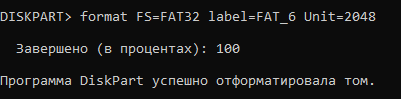 DISKPART> format FS=FAT32 label=FAT_6 Unit=2048
Завершено (в процентах): 100
Программа DiskPart успешно отформатировала том.